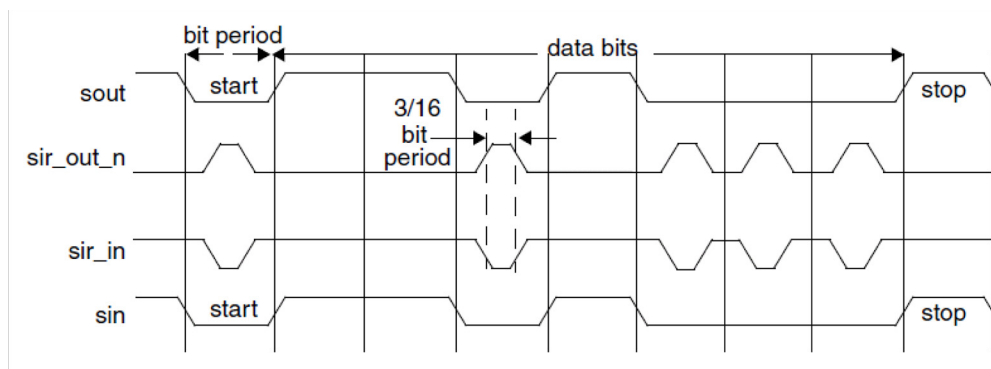 bit period
data bits
sout
start
stop
3/16
bit
period
sir_out_n
sir_in
sin
start
stop